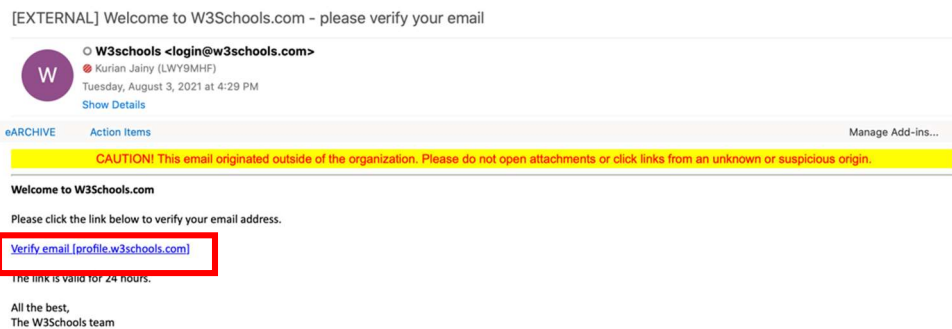 [EXTERNAL] Welcome to W3Schools.com - please verify your email
W3schools <login@w3schools.com>
W
Kurian Jainy (LWY9MHF)
Tuesday, August 3, 2021 at 4:29 PM
Show Details
eARCHIVE Action Items Manage Add-ins...
CAUTION! This email originated outside of the organization. Please do not open attachments or click links from an unknown or suspicious origin.
Welcome to W3Schools.com
Please click the link below to verify your email address.
Verify email [profile.w3schools.com]
The link is valid for 24 hours.
All the best,
The W3Schools team